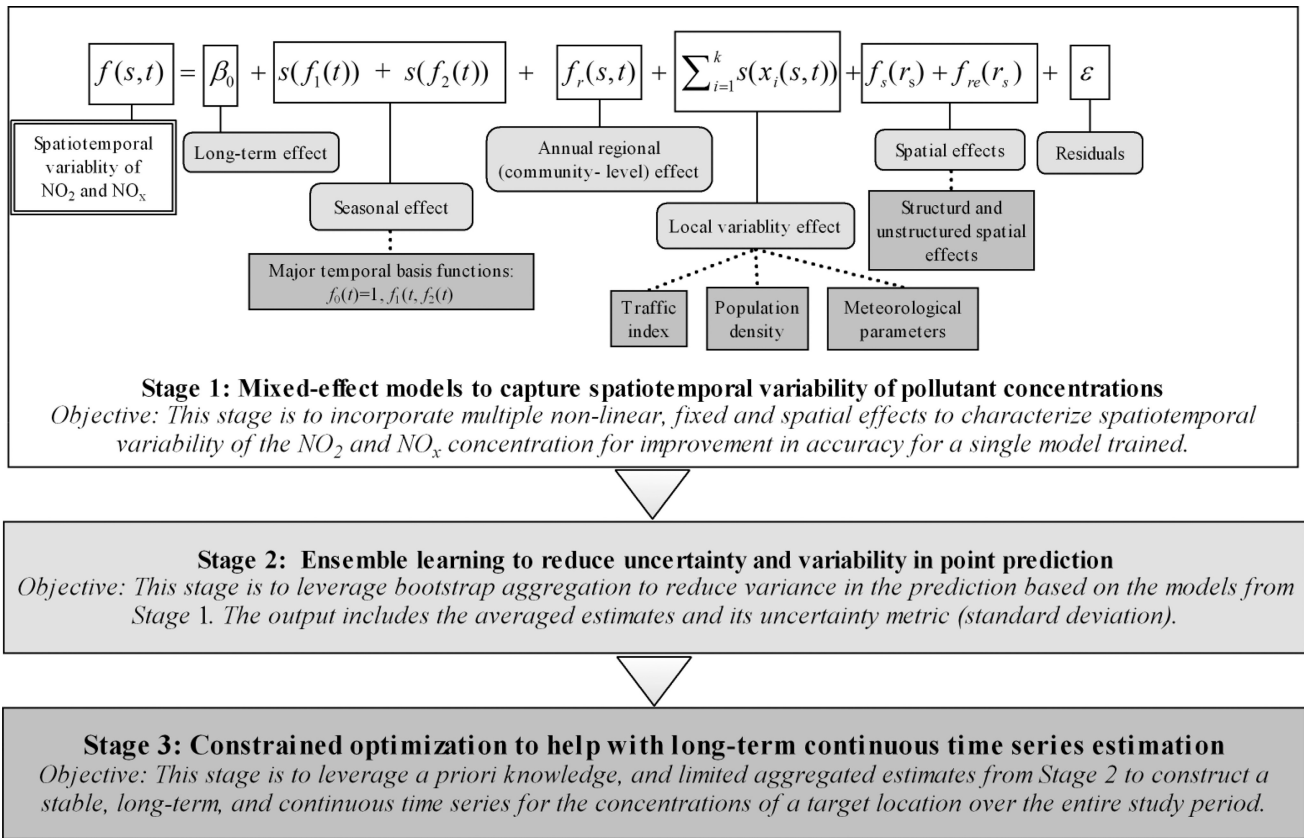 f(s,t) = β₀ + s(f₁(t)) + s(f₂(t)) + fᵣ(s,t) + ∑ᵢ₌₁ᵏ s(xᵢ(s,t)) + fₛ(rₛ) + fᵣₑ(rₛ) + ε
Spatiotemporal
variablity of
NO₂ and NOₓ
Long-term effect
Seasonal effect
Major temporal basis functions:
f₀(t)=1, f₁(t, f₂(t)
Annual regional
(community- level) effect
Local variablity effect
Traffic
index
Population
density
Meteorological
parameters
Spatial effects
Structurd and
unstructured spatial
effects
Residuals
Stage 1: Mixed-effect models to capture spatiotemporal variability of pollutant concentrations
Objective: This stage is to incorporate multiple non-linear, fixed and spatial effects to characterize spatiotemporal
variability of the NO₂ and NOₓ concentration for improvement in accuracy for a single model trained.
Stage 2: Ensemble learning to reduce uncertainty and variability in point prediction
Objective: This stage is to leverage bootstrap aggregation to reduce variance in the prediction based on the models from
Stage 1. The output includes the averaged estimates and its uncertainty metric (standard deviation).
Stage 3: Constrained optimization to help with long-term continuous time series estimation
Objective: This stage is to leverage a priori knowledge, and limited aggregated estimates from Stage 2 to construct a
stable, long-term, and continuous time series for the concentrations of a target location over the entire study period.